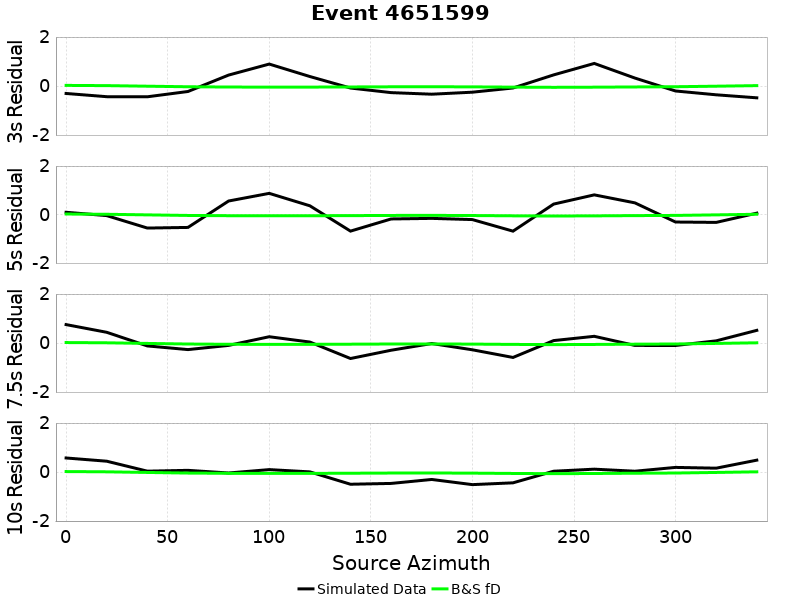 Event 4651599
3s Residual
2
0
-2
5s Residual
2
0
-2
7.5s Residual
2
0
-2
10s Residual
2
0
-2
0 50 100 150 200 250 300
Source Azimuth
Simulated Data B&S fD